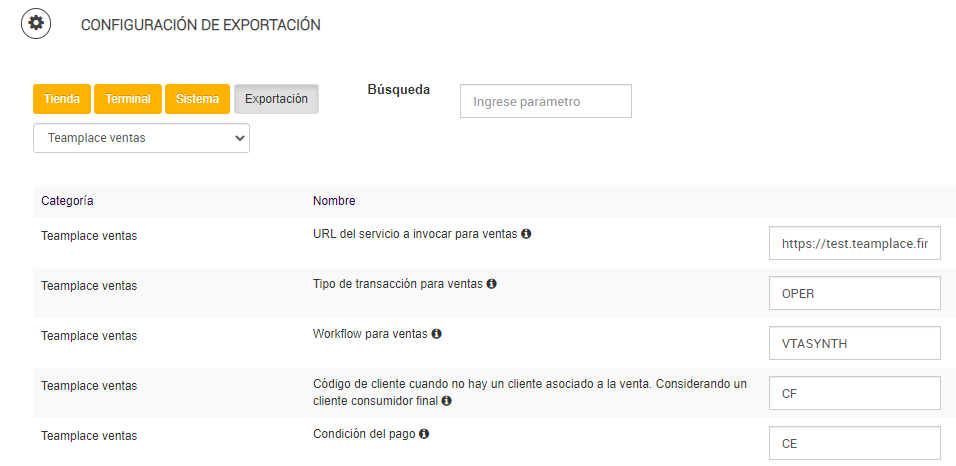 CONFIGURACIÓN DE EXPORTACIÓN
Tienda Terminal Sistema Exportación Búsqueda Ingrese parámetro
Teamplace ventas
Categoría Nombre
Teamplace ventas URL del servicio a invocar para ventas https://test.teamplace.fin
Teamplace ventas Tipo de transacción para ventas OPER
Teamplace ventas Workflow para ventas VTASYNTH
Teamplace ventas Código de cliente cuando no hay un cliente asociado a la venta. Considerando un
cliente consumidor final CF
Teamplace ventas Condición del pago CE